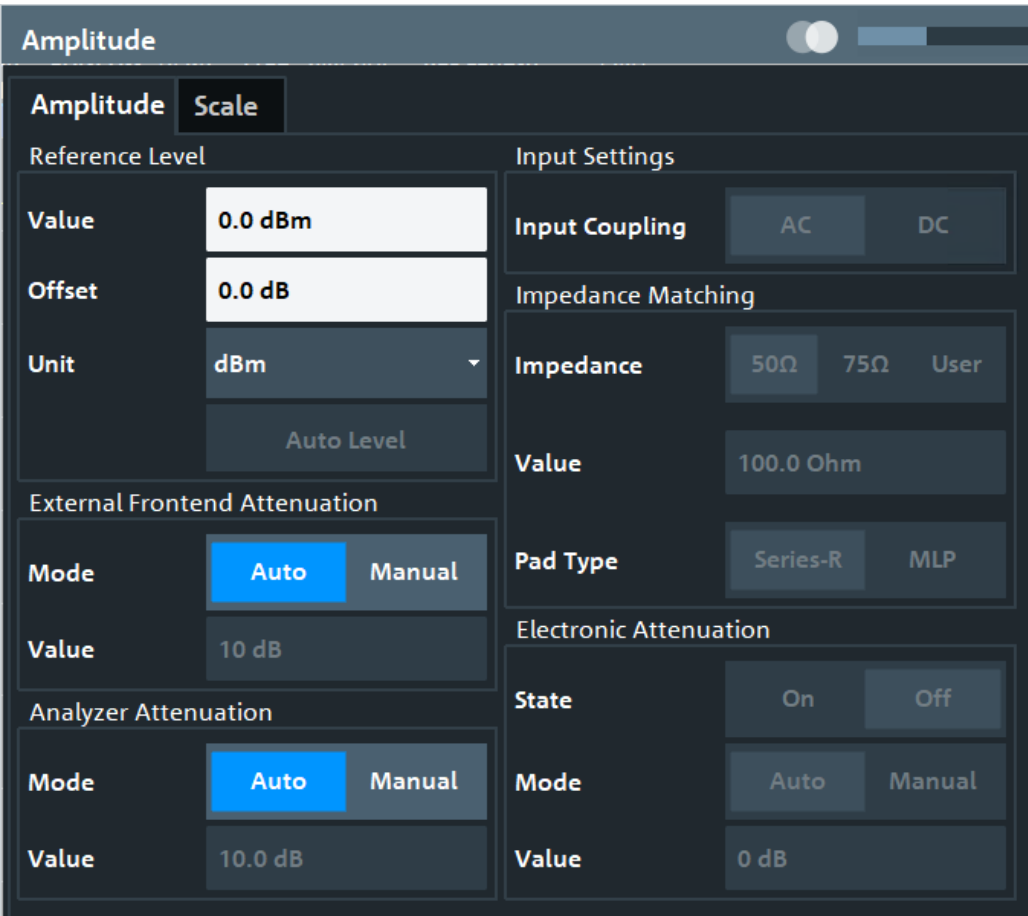 Amplitude
Amplitude Scale
Reference Level
Value 0.0 dBm
Offset 0.0 dB
Unit dBm
Auto Level
External Frontend Attenuation
Mode Auto Manual
Value 10 dB
Analyzer Attenuation
Mode Auto Manual
Value 10.0 dB
Input Settings
Input Coupling AC DC
Impedance Matching
Impedance 50Ω 75Ω User
Value 100.0 Ohm
Pad Type Series-R MLP
Electronic Attenuation
State On Off
Mode Auto Manual
Value 0 dB